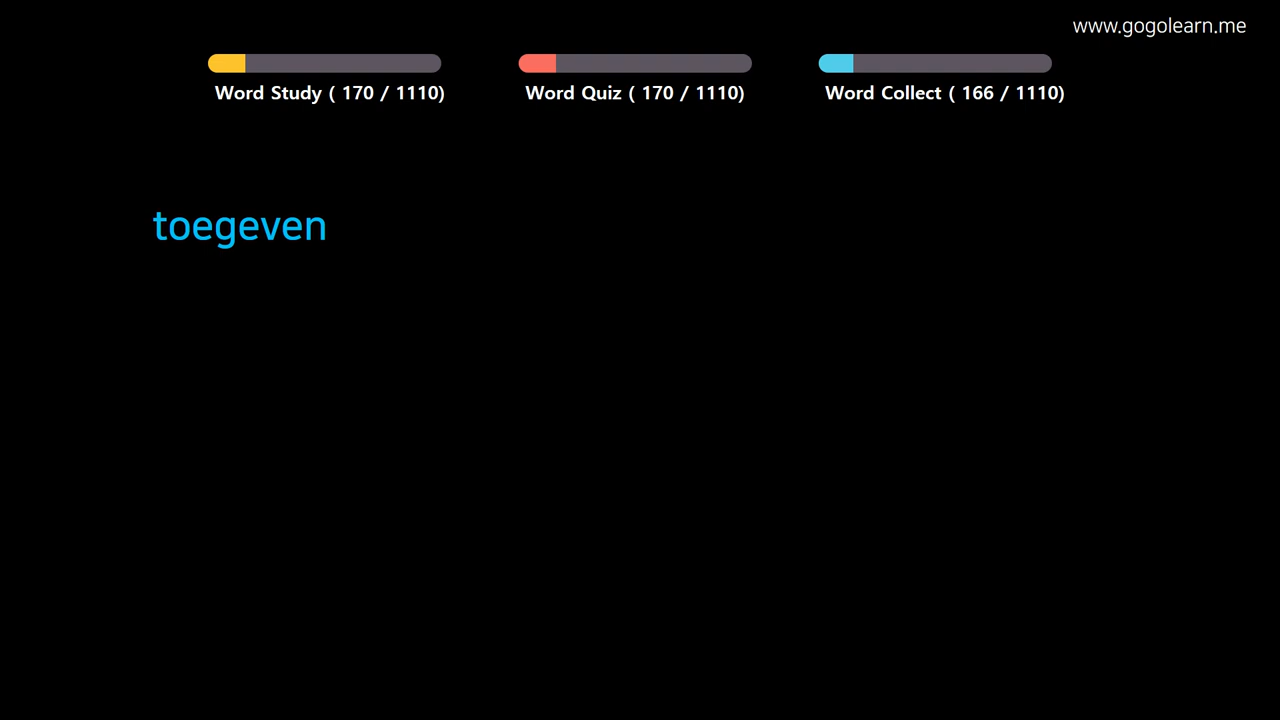 www.gogolearn.me
Word Study ( 170 / 1110)
Word Quiz ( 170 / 1110)
Word Collect ( 166 / 1110)
toegeven